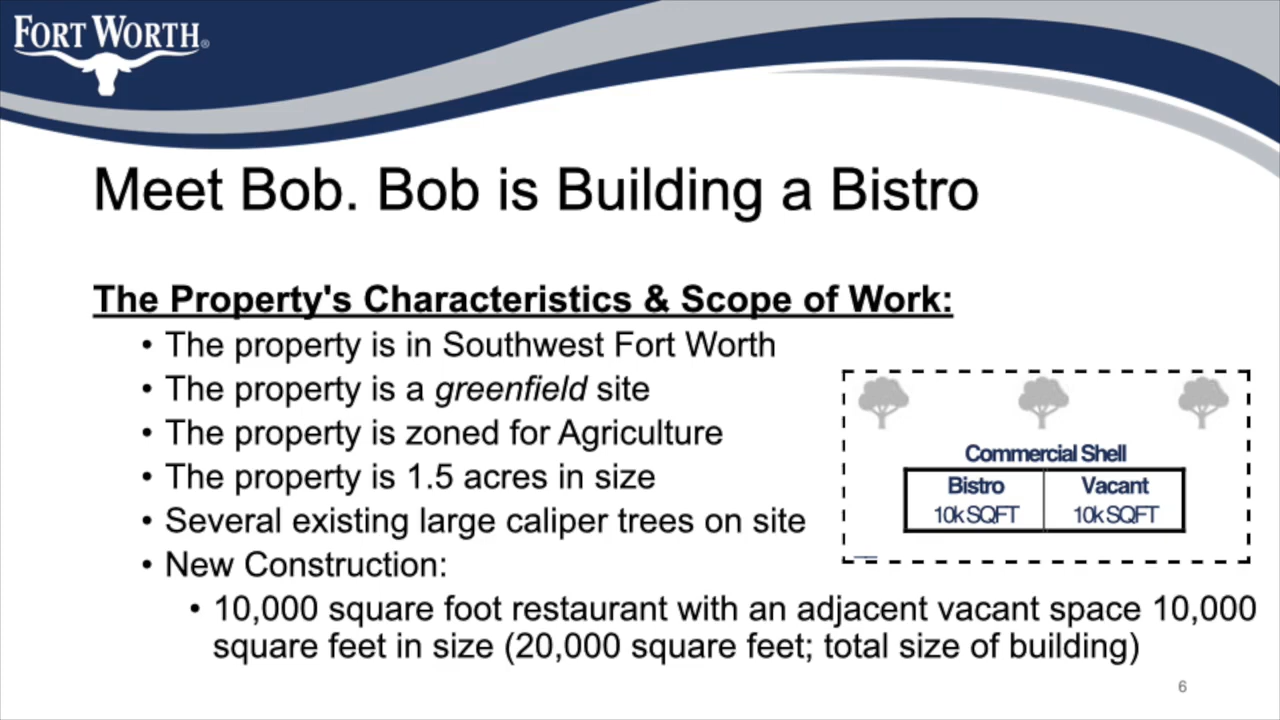 FORT WORTH®
Meet Bob. Bob is Building a Bistro
The Property's Characteristics & Scope of Work:
• The property is in Southwest Fort Worth
• The property is a greenfield site
• The property is zoned for Agriculture
• The property is 1.5 acres in size
• Several existing large caliper trees on site
• New Construction:
• 10,000 square foot restaurant with an adjacent vacant space 10,000
square feet in size (20,000 square feet; total size of building)
Commercial Shell
Bistro
10k SQFT
Vacant
10k SQFT
6